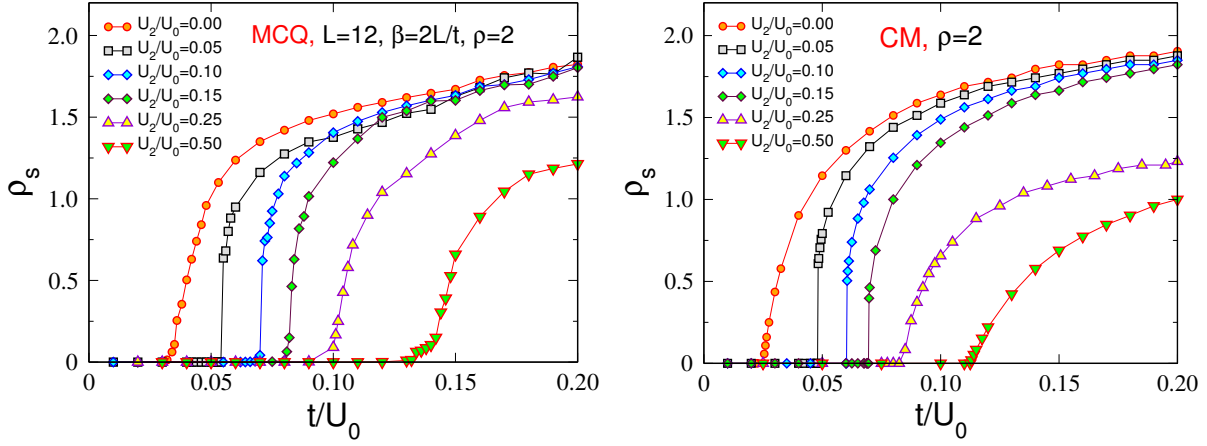 MCQ, L=12, β=2L/t, ρ=2
U₂/U₀=0.00
U₂/U₀=0.05
U₂/U₀=0.10
U₂/U₀=0.15
U₂/U₀=0.25
U₂/U₀=0.50
2.0
1.5
1.0
0.5
0
ρₛ
0
0.05
0.10
0.15
0.20
t/U₀
CM, ρ=2
U₂/U₀=0.00
U₂/U₀=0.05
U₂/U₀=0.10
U₂/U₀=0.15
U₂/U₀=0.25
U₂/U₀=0.50
2.0
1.5
1.0
0.5
0
ρₛ
0
0.05
0.10
0.15
0.20
t/U₀